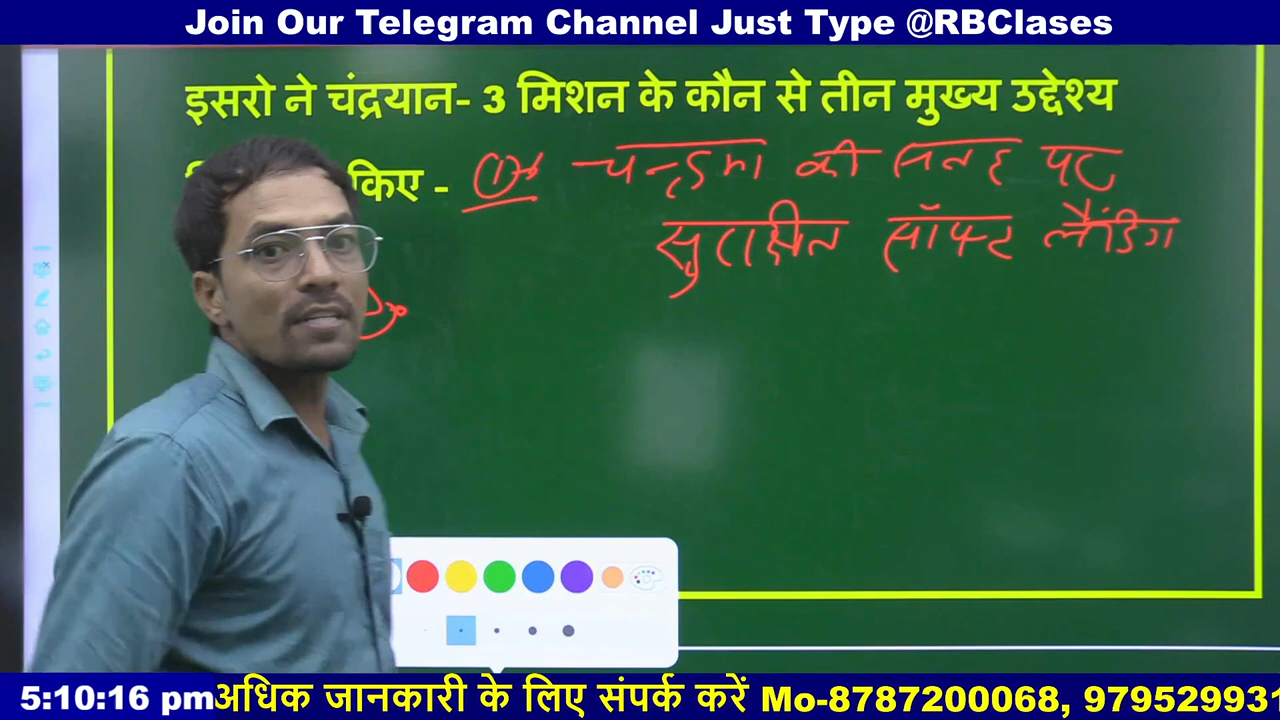 Join Our Telegram Channel Just Type @RBClases
इसरो ने चंद्रयान- 3 मिशन के कौन से तीन मुख्य उद्देश्य
किए - ① चन्द्रमा की सतह पर
सुरक्षित सॉफ्ट लैंडिंग
5:10:16 pm अधिक जानकारी के लिए संपर्क करें Mo-8787200068, 979529931